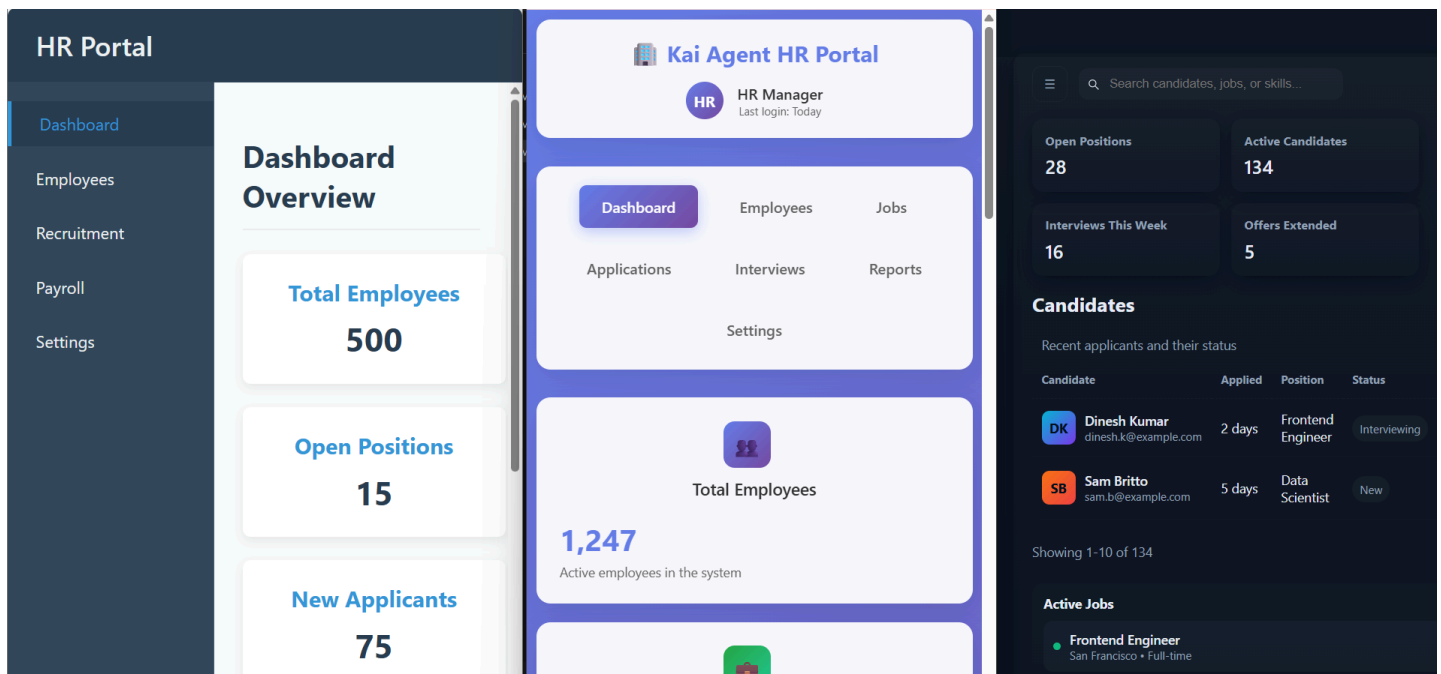 HR Portal
Dashboard
Employees
Recruitment
Payroll
Settings
Dashboard
Overview
Total Employees
500
Open Positions
15
New Applicants
75
Kai Agent HR Portal
HR
HR Manager
Last login: Today
Dashboard Employees Jobs
Applications Interviews Reports
Settings
Total Employees
1,247
Active employees in the system
Search candidates, jobs, or skills...
Open Positions
28
Active Candidates
134
Interviews This Week
16
Offers Extended
5
Candidates
Recent applicants and their status
Candidate Applied Position Status
DK
Dinesh Kumar
dinesh.k@example.com
2 days
Frontend
Engineer
Interviewing
SB
Sam Britto
sam.b@example.com
5 days
Data
Scientist
New
Showing 1-10 of 134
Active Jobs
Frontend Engineer
San Francisco • Full-time